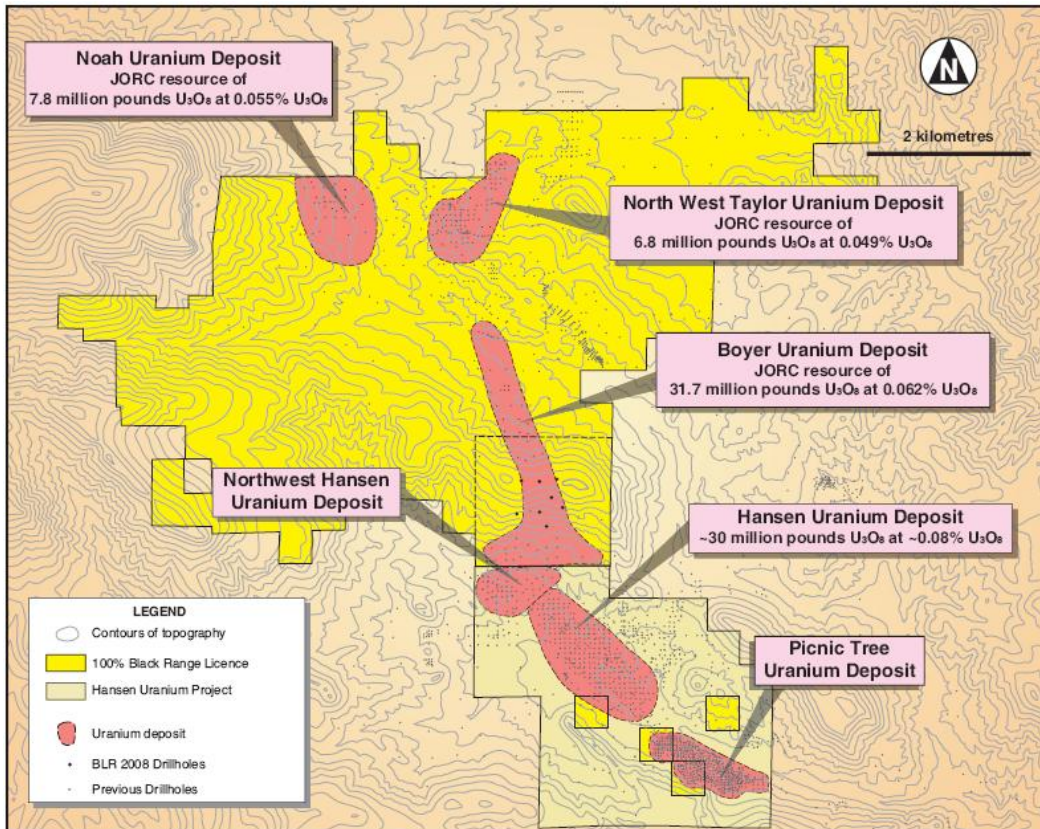 Noah Uranium Deposit
JORC resource of
7.8 million pounds U₃O₈ at 0.055% U₃O₈
N
2 kilometres
North West Taylor Uranium Deposit
JORC resource of
6.8 million pounds U₃O₈ at 0.049% U₃O₈
Boyer Uranium Deposit
JORC resource of
31.7 million pounds U₃O₈ at 0.062% U₃O₈
Northwest Hansen
Uranium Deposit
Hansen Uranium Deposit
~30 million pounds U₃O₈ at ~0.08% U₃O₈
Picnic Tree
Uranium Deposit
LEGEND
Contours of topography
100% Black Range Licence
Hansen Uranium Project
Uranium deposit
BLR 2008 Drillholes
Previous Drillholes